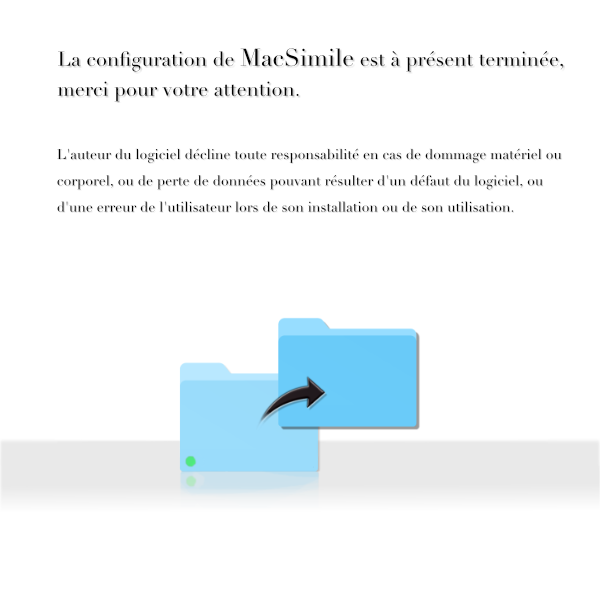 La configuration de MacSimile est à présent terminée,
merci pour votre attention.
L'auteur du logiciel décline toute responsabilité en cas de dommage matériel ou
corporel, ou de perte de données pouvant résulter d'un défaut du logiciel, ou
d'une erreur de l'utilisateur lors de son installation ou de son utilisation.